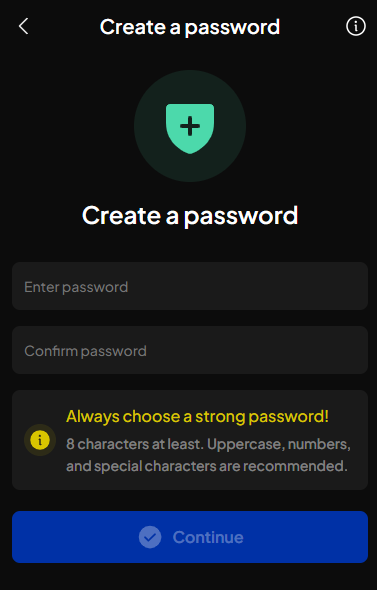 Create a password
Create a password
Enter password
Confirm password
Always choose a strong password!
8 characters at least. Uppercase, numbers,
and special characters are recommended.
Continue